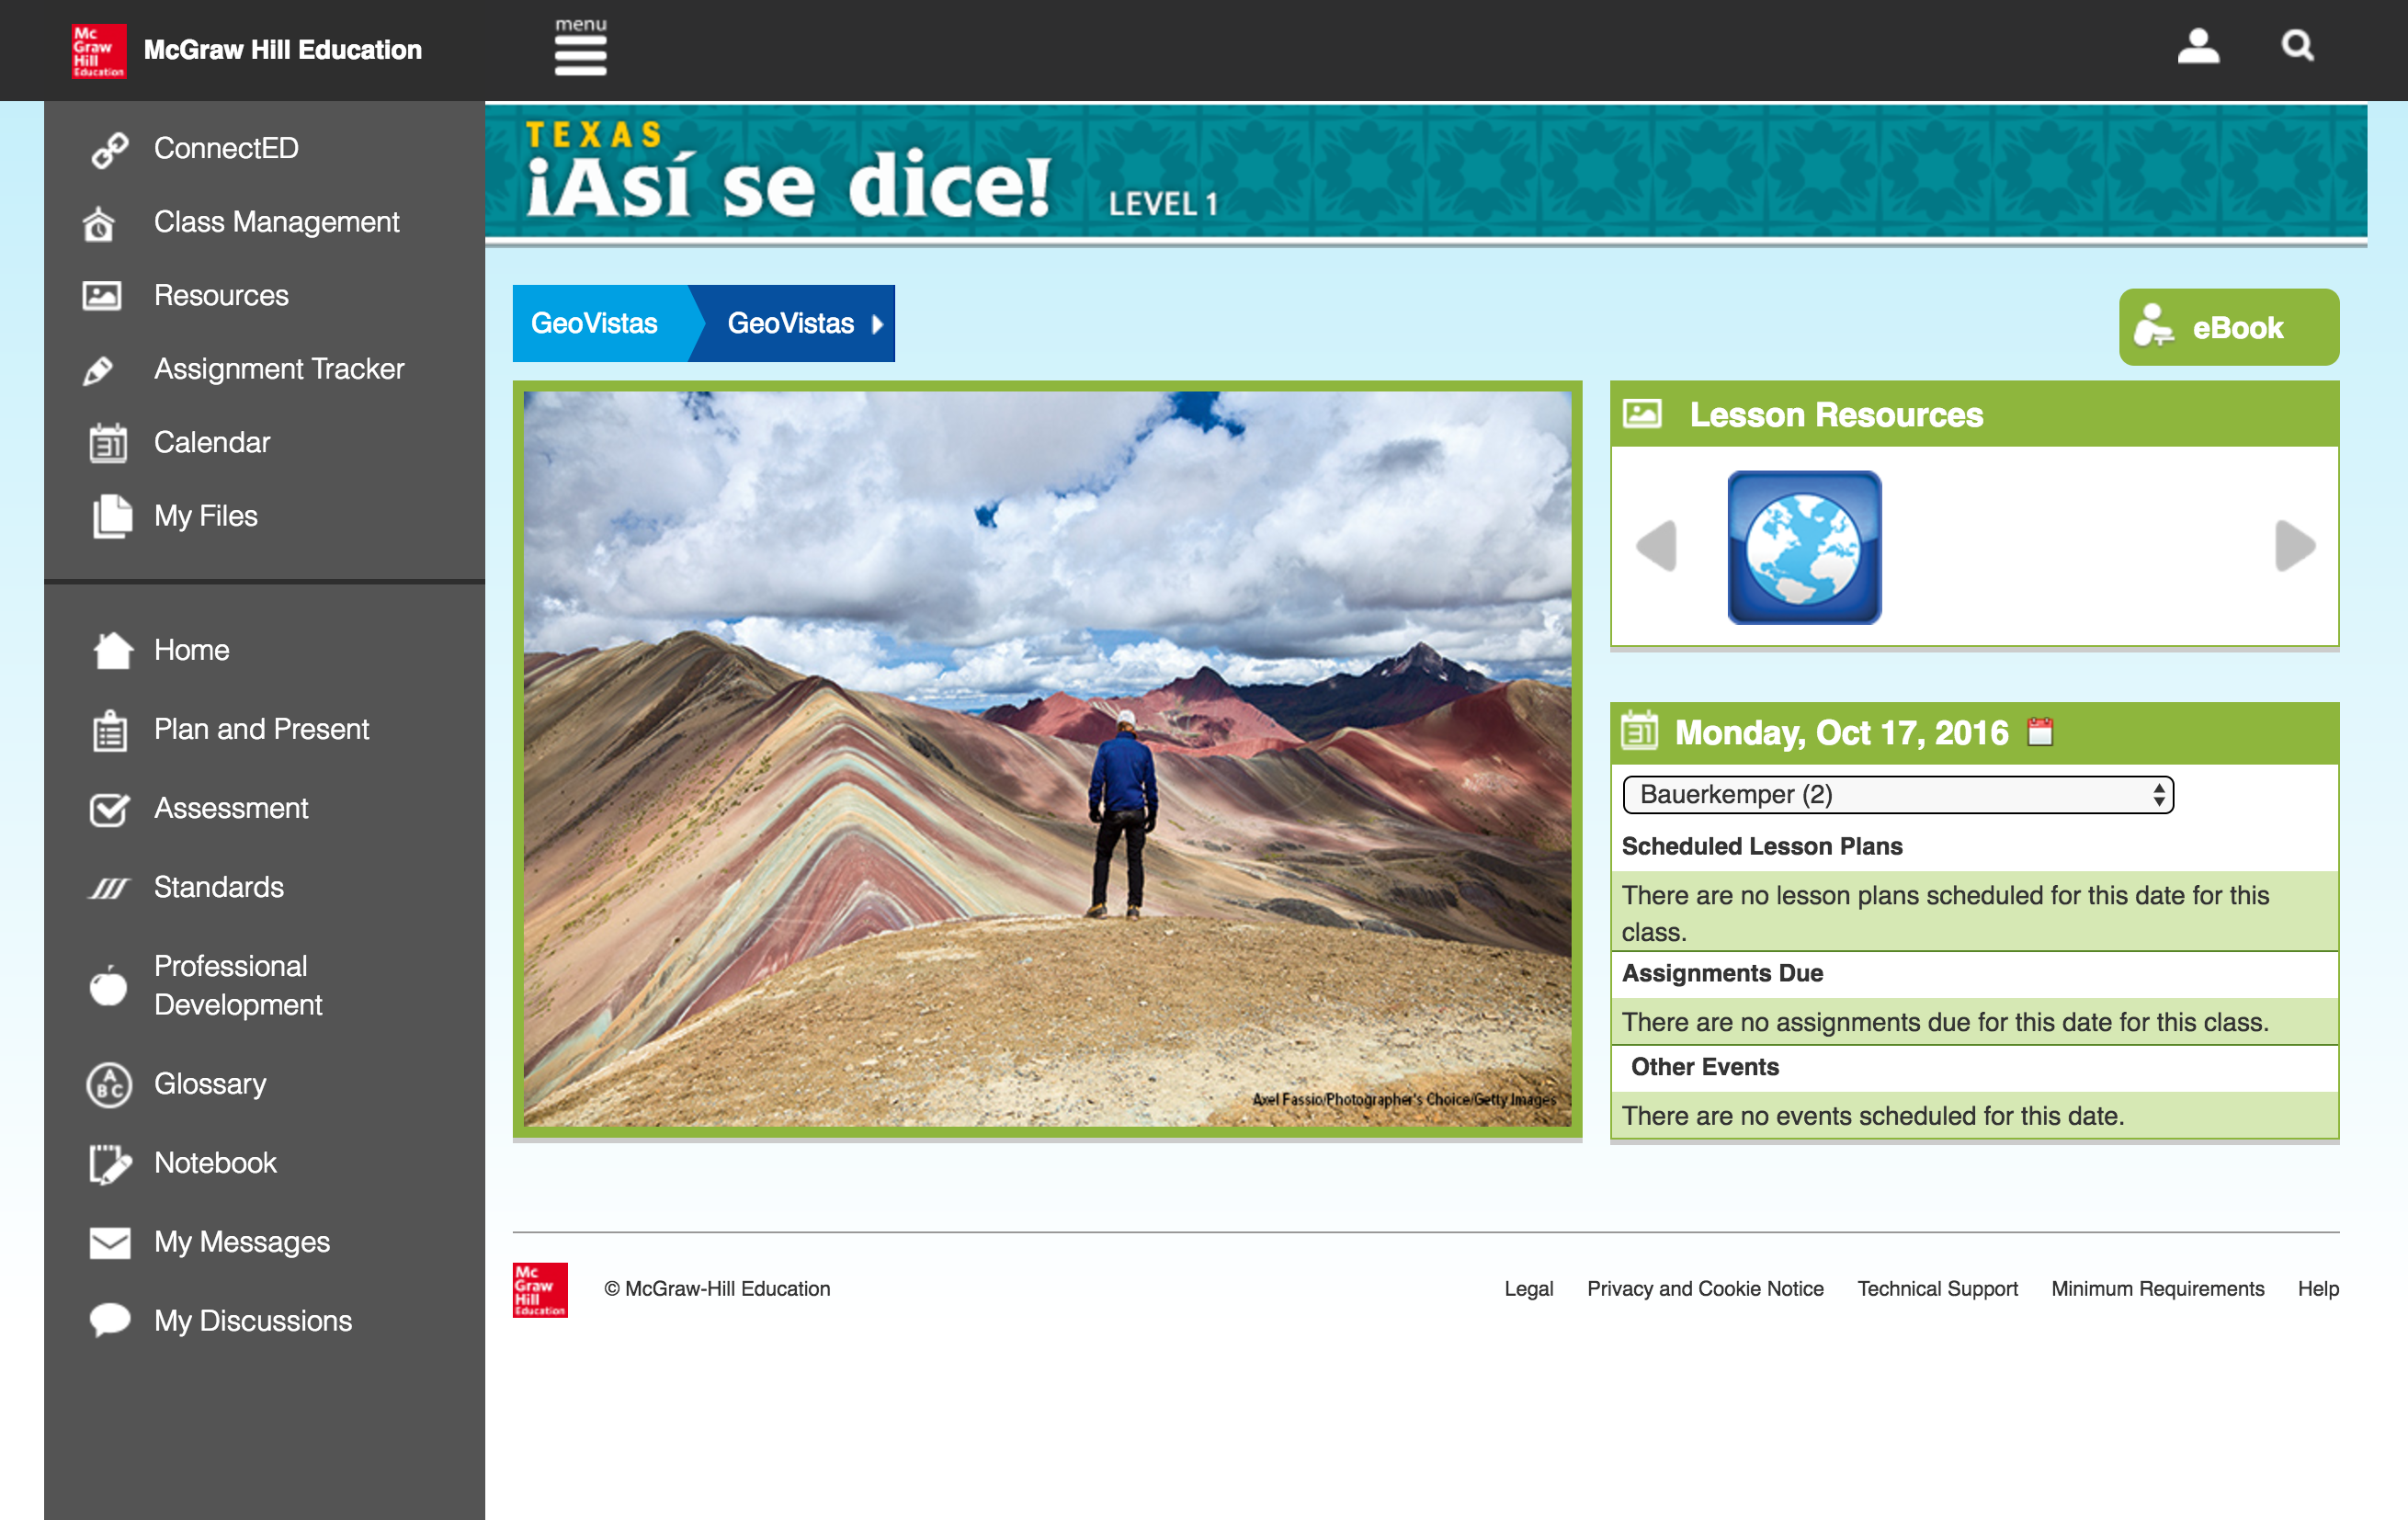 Mc
Graw
Hill
Education
McGraw Hill Education
menu
ConnectED
Class Management
Resources
Assignment Tracker
31
Calendar
My Files
Home
Plan and Present
Assessment
Standards
Professional
Development
A
B C
Glossary
Notebook
My Messages
My Discussions
TEXAS
¡Así se dice! LEVEL 1
GeoVistas GeoVistas
eBook
Axel Fassio/Photographer's Choice/Getty Images
Lesson Resources
31
Monday, Oct 17, 2016
Bauerkemper (2)
Scheduled Lesson Plans
There are no lesson plans scheduled for this date for this
class.
Assignments Due
There are no assignments due for this date for this class.
Other Events
There are no events scheduled for this date.
Mc
Graw
Hill
Education
© McGraw-Hill Education
Legal Privacy and Cookie Notice Technical Support Minimum Requirements Help